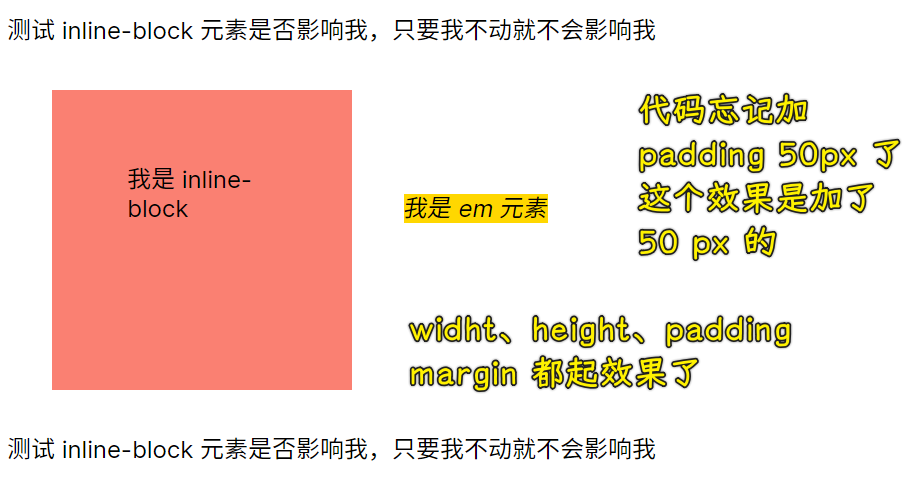 测试 inline-block 元素是否影响我，只要我不动就不会影响我
代码忘记加
padding 50px 了
这个效果是加了
50 px 的
我是 inline-
block
我是 em 元素
widht、height、padding
margin 都起效果了
测试 inline-block 元素是否影响我，只要我不动就不会影响我